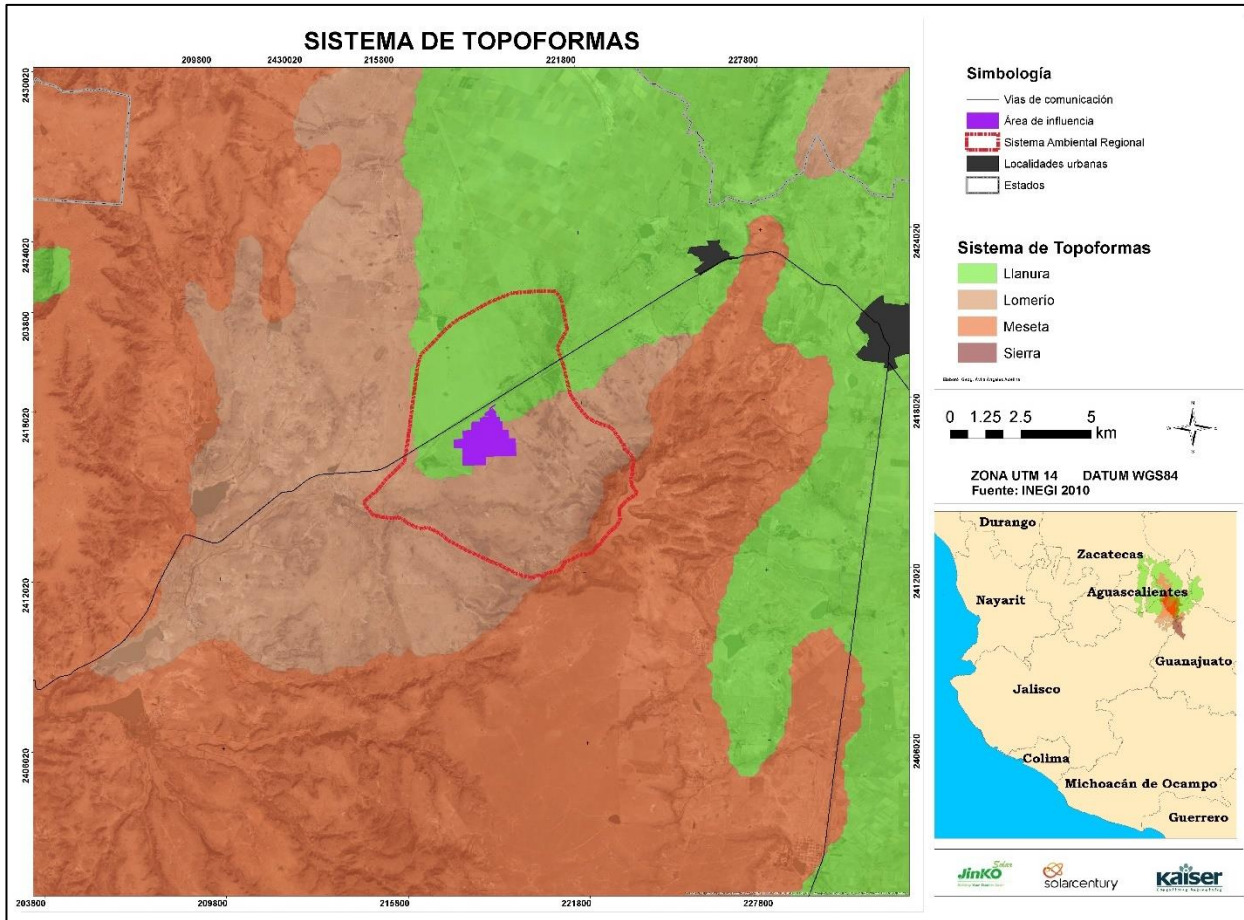 SISTEMA DE TOPOFORMAS
209800 2430020 215800 221800 227800
2430020
2424020
203800
2418020
2412020
2406020
2424020
2418020
2412020
2406020
203800 209800 215800 221800 227800
Simbología
Vias de comunicación
Área de influencia
Sistema Ambiental Regional
Localidades urbanas
Estados
Sistema de Topoformas
Llanura
Lomerio
Meseta
Sierra
0 1.25 2.5 5
km
ZONA UTM 14 DATUM WGS84
Fuente: INEGI 2010
Durango
Zacatecas
Nayarit
Aguascalientes
Guanajuato
Jalisco
Colima
Michoacán de Ocampo
Guerrero
JinKO Solar
solarcentury
Kaiser